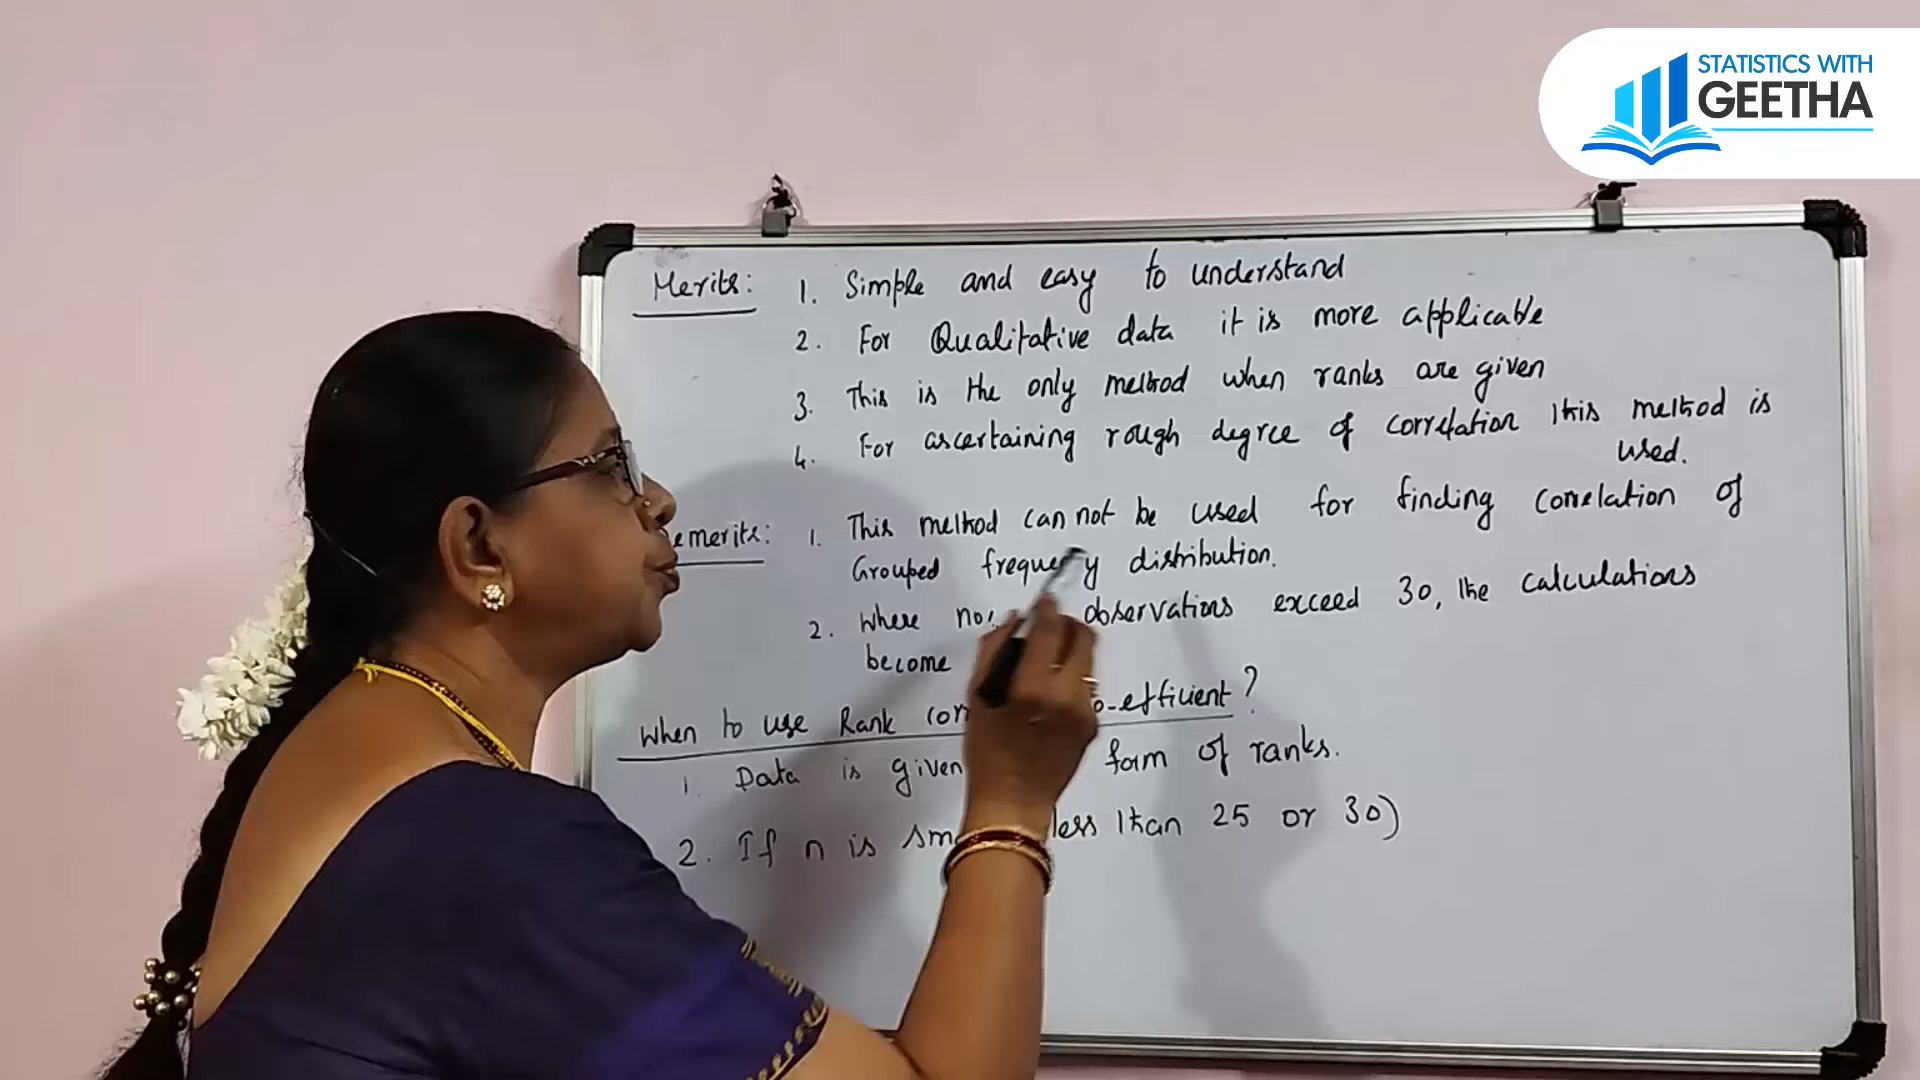 STATISTICS WITH
GEETHA
Merits: 1. Simple and easy to understand
2. For Qualitative data it is more applicable
3. This is the only method when ranks are given
4. For ascertaining rough degree of correlation this method is
used.
emerits: 1. This method can not be used for finding correlation of
Grouped frequency distribution.
2. Where no. observations exceed 30, the calculations
become
When to use Rank co-efficient?
1. Data is given form of ranks.
2. If n is less than 25 or 30)